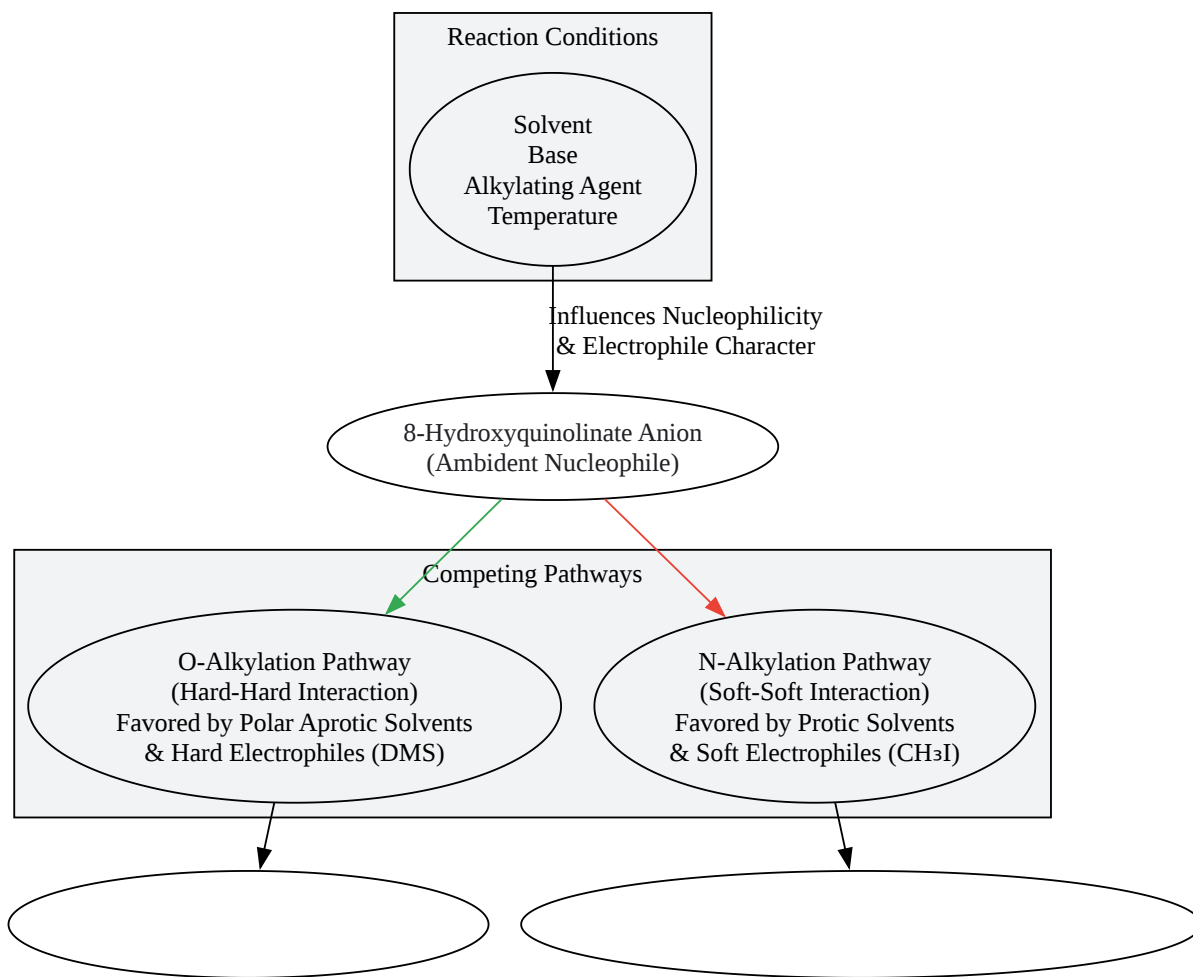 Reaction Conditions
Solvent
Base
Alkylating Agent
Temperature
Influences Nucleophilicity
& Electrophile Character
8-Hydroxyquinolinate Anion
(Ambident Nucleophile)
Competing Pathways
O-Alkylation Pathway
(Hard-Hard Interaction)
Favored by Polar Aprotic Solvents
& Hard Electrophiles (DMS)
N-Alkylation Pathway
(Soft-Soft Interaction)
Favored by Protic Solvents
& Soft Electrophiles (CH₃I)